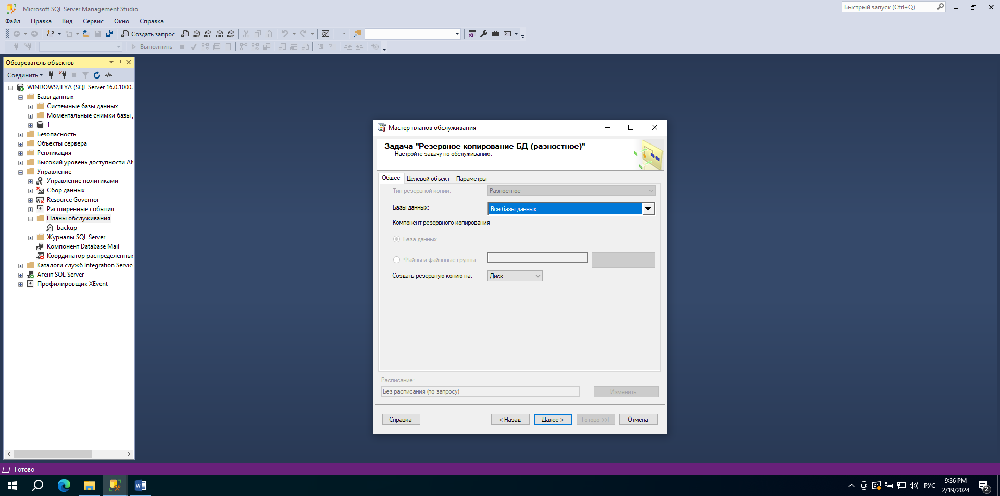 Microsoft SQL Server Management Studio
Быстрый запуск (Ctrl+Q)
Файл Правка Вид Сервис Окно Справка
Создать запрос MDX DMX XMLA DAX
Выполнить
Обозреватель объектов
Соединить
WINDOWS\ILYA (SQL Server 16.0.1000.
Базы данных
Системные базы данных
Моментальные снимки базы
1
Безопасность
Объекты сервера
Репликация
Высокий уровень доступности Al
Управление
Управление политиками
Сбор данных
Resource Governor
Расширенные события
Планы обслуживания
backup
Журналы SQL Server
Компонент Database Mail
Координатор распределенных
Каталоги служб Integration Servic
Агент SQL Server
Профилировщик XEvent
Мастер планов обслуживания
Задача "Резервное копирование БД (разностное)"
Настройте задачу по обслуживанию.
Общее Целевой объект Параметры
Тип резервной копии: Разностное
Базы данных: Все базы данных
Компонент резервного копирования
База данных
Файлы и файловые группы: ...
Создать резервную копию на: Диск
Расписание:
Без расписания (по запросу) Изменить...
Справка < Назад Далее > Готово >>| Отмена
Готово
РУС 9:36 PM
2/19/2024 2